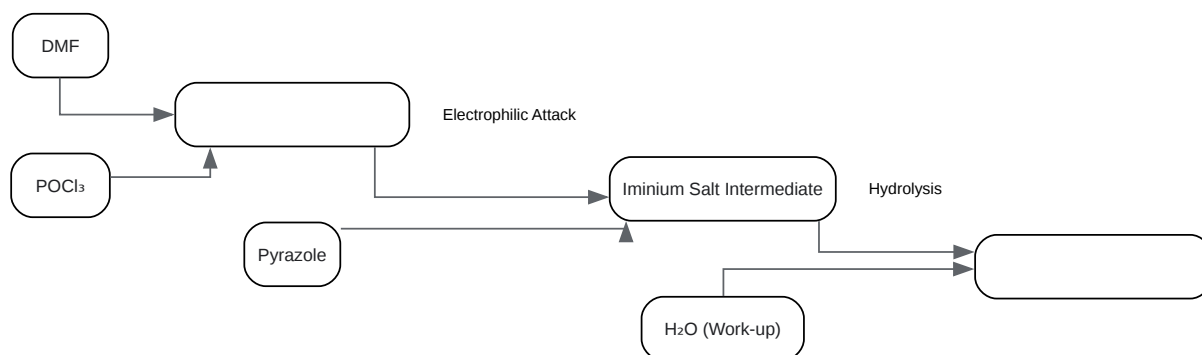 DMF
Electrophilic Attack
POCl₃
Iminium Salt Intermediate
Hydrolysis
Pyrazole
H₂O (Work-up)